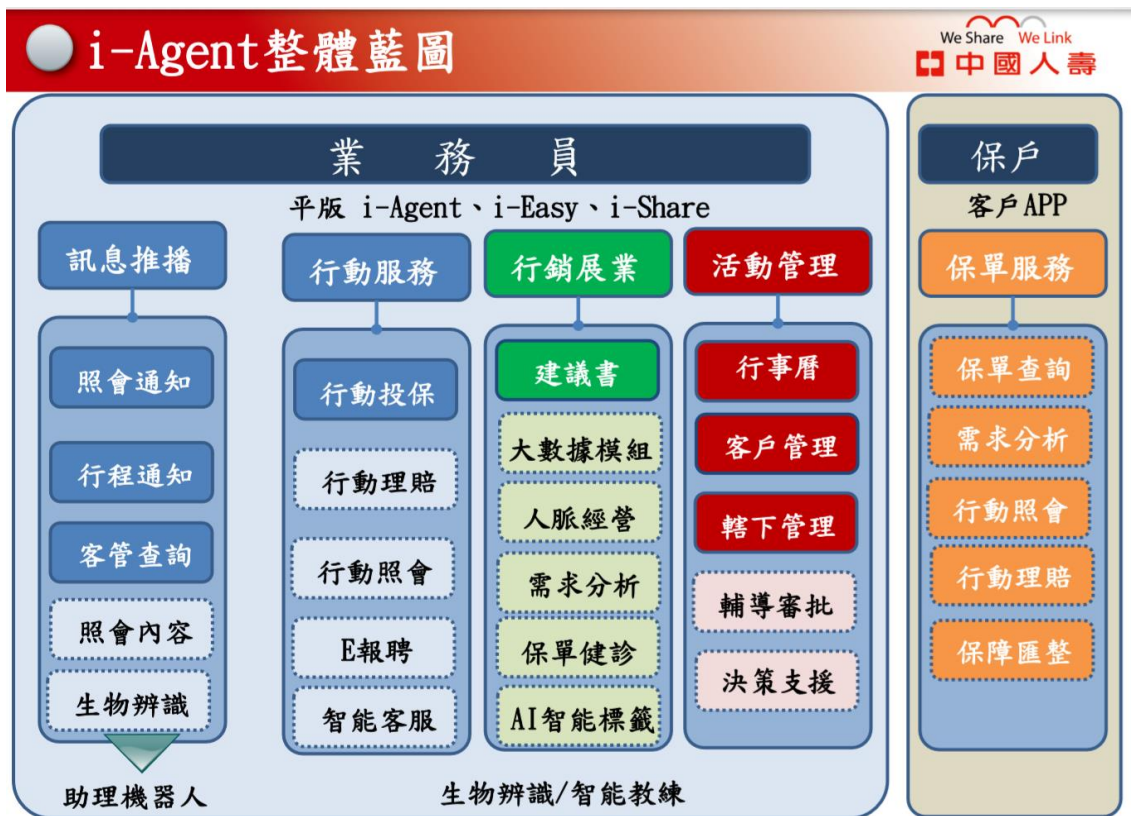 i-Agent整體藍圖
We Share We Link
中國人壽
業務員
平版 i-Agent、i-Easy、i-Share
訊息推播
照會通知
行程通知
客管查詢
照會內容
生物辨識
助理機器人
行動服務
行動投保
行動理賠
行動照會
E報聘
智能客服
行銷展業
建議書
大數據模組
人脈經營
需求分析
保單健診
AI智能標籤
活動管理
行事曆
客戶管理
轄下管理
輔導審批
決策支援
生物辨識/智能教練
保戶
客戶APP
保單服務
保單查詢
需求分析
行動照會
行動理賠
保障匯整